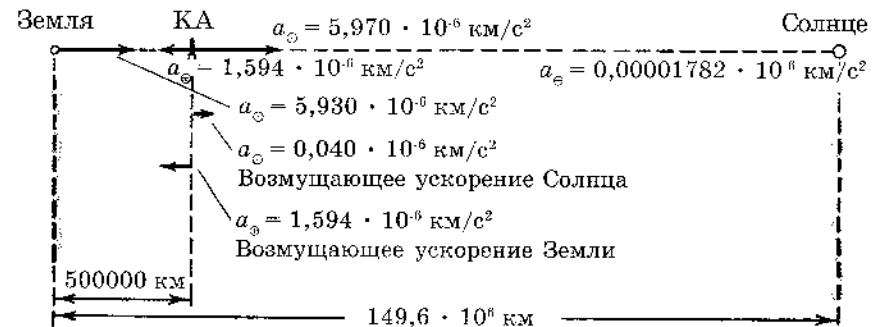 Земля КА Солнце
a☉ = 5,970 · 10⁻⁶ км/с²
a⊕ = 1,594 · 10⁻⁶ км/с² a⊕ = 0,00001782 · 10⁻⁶ км/с²
a☉ = 5,930 · 10⁻⁶ км/с²
a☉ = 0,040 · 10⁻⁶ км/с²
Возмущающее ускорение Солнца
a⊕ = 1,594 · 10⁻⁶ км/с²
Возмущающее ускорение Земли
500000 км
149,6 · 10⁶ км